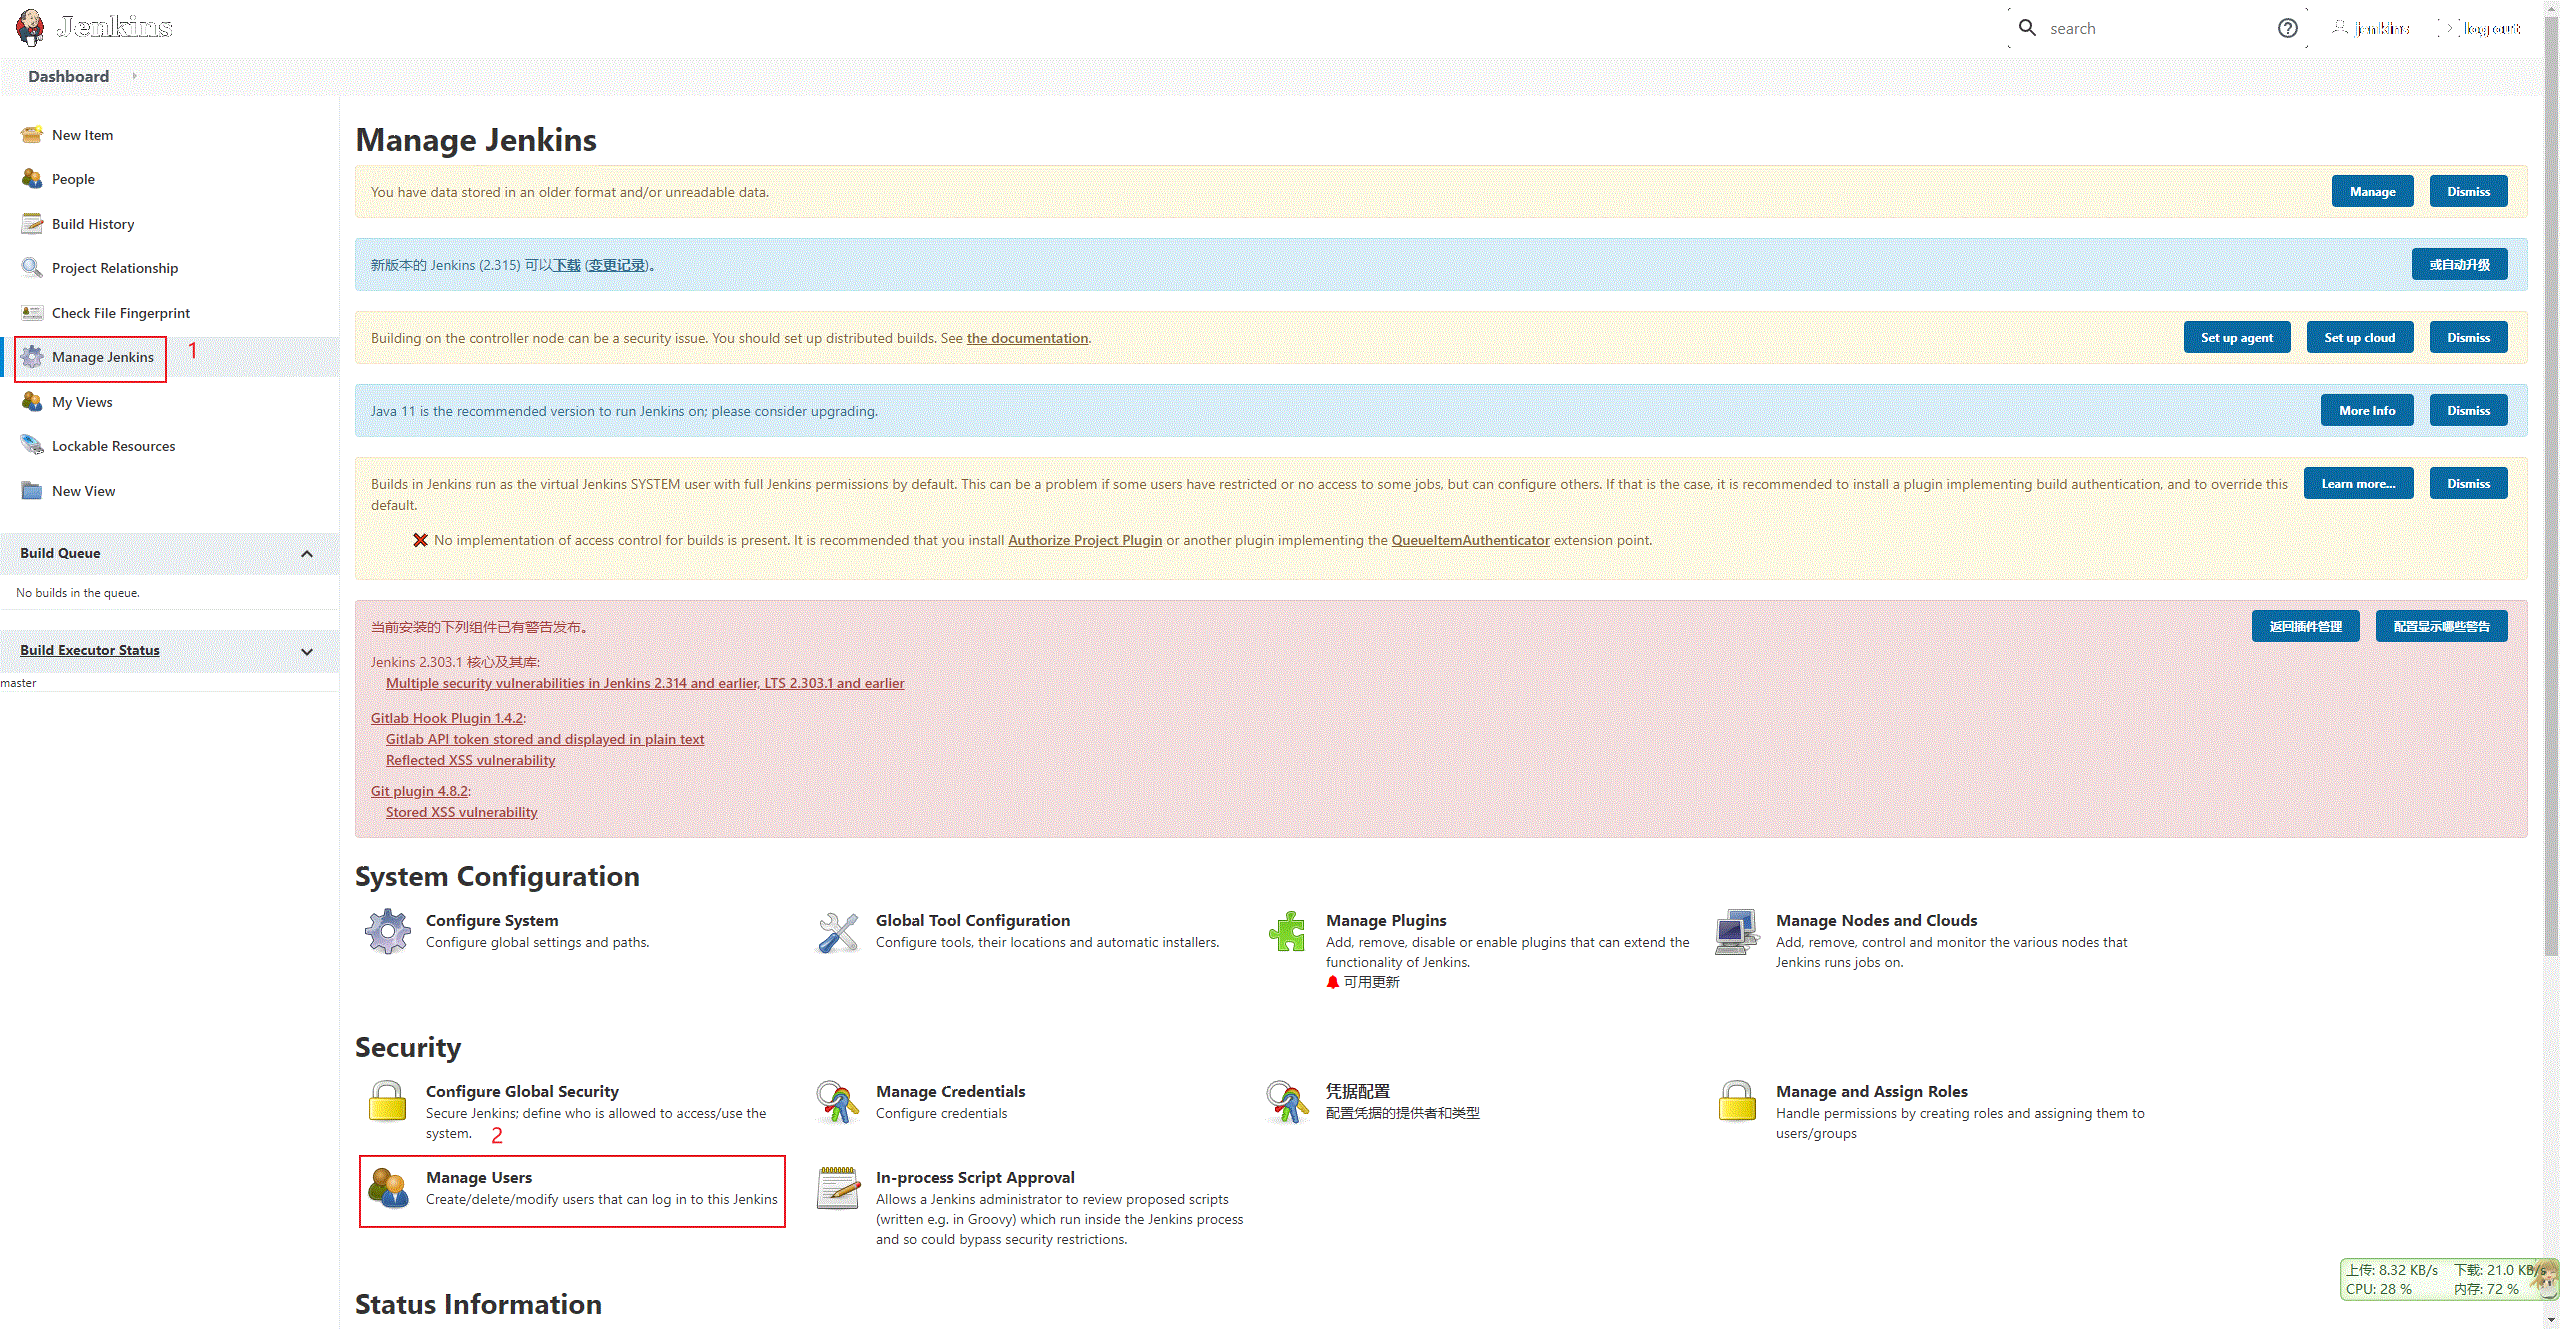 Jenkins
search
jenkins
log out
Dashboard
New Item
People
Build History
Project Relationship
Check File Fingerprint
Manage Jenkins
1
My Views
Lockable Resources
New View
Build Queue
No builds in the queue.
Build Executor Status
master
Manage Jenkins
You have data stored in an older format and/or unreadable data.
Manage
Dismiss
新版本的 Jenkins (2.315) 可以下载 (变更记录)。
或自动升级
Building on the controller node can be a security issue. You should set up distributed builds. See the documentation.
Set up agent
Set up cloud
Dismiss
Java 11 is the recommended version to run Jenkins on; please consider upgrading.
More Info
Dismiss
Builds in Jenkins run as the virtual Jenkins SYSTEM user with full Jenkins permissions by default. This can be a problem if some users have restricted or no access to some jobs, but can configure others. If that is the case, it is recommended to install a plugin implementing build authentication, and to override this
default.
Learn more...
Dismiss
No implementation of access control for builds is present. It is recommended that you install Authorize Project Plugin or another plugin implementing the QueueItemAuthenticator extension point.
当前安装的下列组件已有警告发布。
返回插件管理
配置显示哪些警告
Jenkins 2.303.1 核心及其库:
Multiple security vulnerabilities in Jenkins 2.314 and earlier, LTS 2.303.1 and earlier
Gitlab Hook Plugin 1.4.2:
Gitlab API token stored and displayed in plain text
Reflected XSS vulnerability
Git plugin 4.8.2:
Stored XSS vulnerability
System Configuration
Configure System
Configure global settings and paths.
Global Tool Configuration
Configure tools, their locations and automatic installers.
Manage Plugins
Add, remove, disable or enable plugins that can extend the
functionality of Jenkins.
可用更新
Manage Nodes and Clouds
Add, remove, control and monitor the various nodes that
Jenkins runs jobs on.
Security
Configure Global Security
Secure Jenkins; define who is allowed to access/use the
system.
2
Manage Credentials
Configure credentials
凭据配置
配置凭据的提供者和类型
Manage and Assign Roles
Handle permissions by creating roles and assigning them to
users/groups
Manage Users
Create/delete/modify users that can log in to this Jenkins
In-process Script Approval
Allows a Jenkins administrator to review proposed scripts
(written e.g. in Groovy) which run inside the Jenkins process
and so could bypass security restrictions.
Status Information
上传: 8.32 KB/s 下载: 21.0 KB/s
CPU: 28 % 内存: 72 %